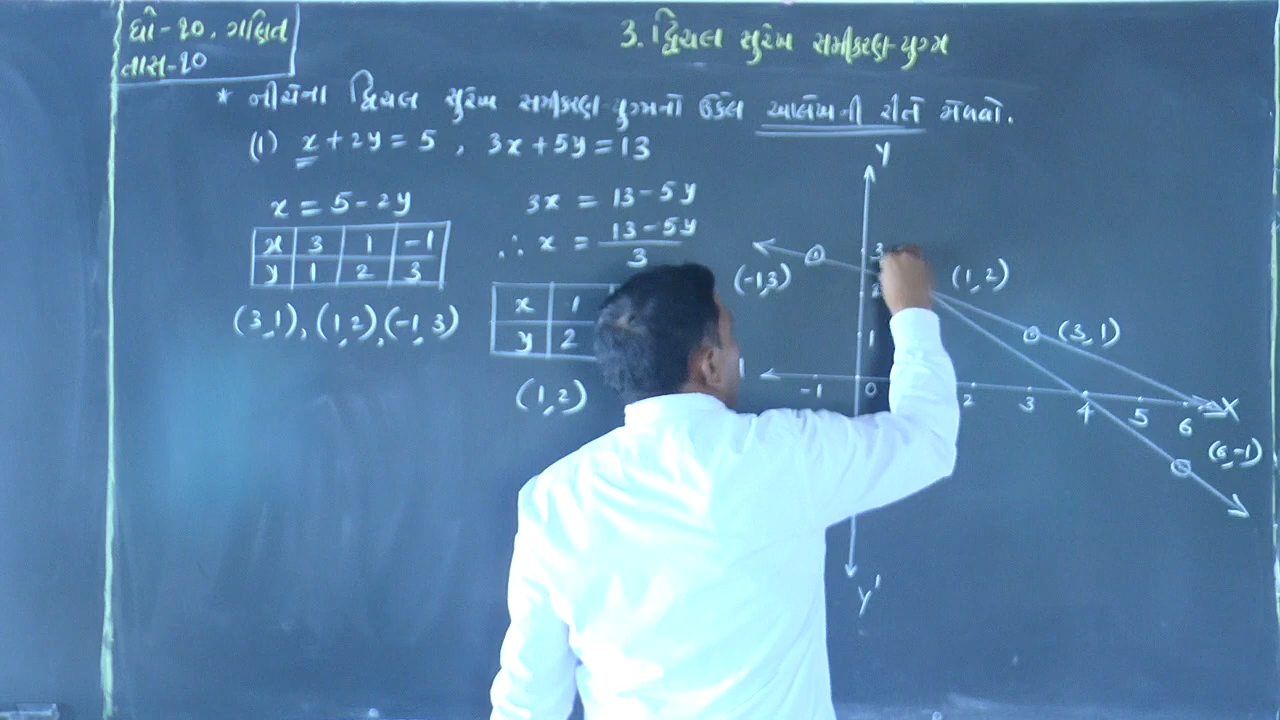 ધો-૧૦. ગણિત
તાસ-૧૦
3. દ્વિચલ સુરેખ સમીકરણ-યુગ્મ
* નીચેના દ્વિચલ સુરેખ સમીકરણ-યુગ્મનો ઉકેલ આલેખની રીતે મેળવો.
(1) x + 2y = 5 , 3x + 5y = 13
x = 5 - 2y
x 3 1 -1
y 1 2 3
(3,1), (1,2), (-1,3)
3x = 13 - 5y
∴ x = 13 - 5y / 3
x 1
y 2
(1,2)
Y
3
(-1,3)
2
(1,2)
1
(3,1)
-1 0 2 3 4 5 6 X
(6,-1)
Y'